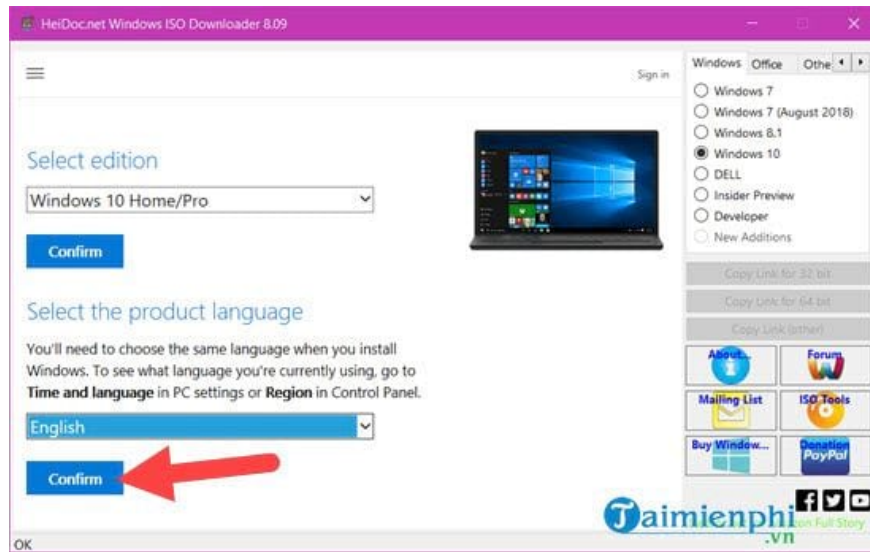 HeiDoc.net Windows ISO Downloader 8.09
Sign in
Select edition
Windows 10 Home/Pro
Confirm
Select the product language
You'll need to choose the same language when you install
Windows. To see what language you're currently using, go to
Time and language in PC settings or Region in Control Panel.
English
Confirm
OK
Windows Office Othe
Windows 7
Windows 7 (August 2018)
Windows 8.1
Windows 10
DELL
Insider Preview
Developer
New Additions
Copy Link for 32 bit
Copy Link for 64 bit
Copy Link (other)
About... Forum
Mailing List ISO Tools
Buy Window... Donation
PayPal
Full Story
Taimienphi
.vn